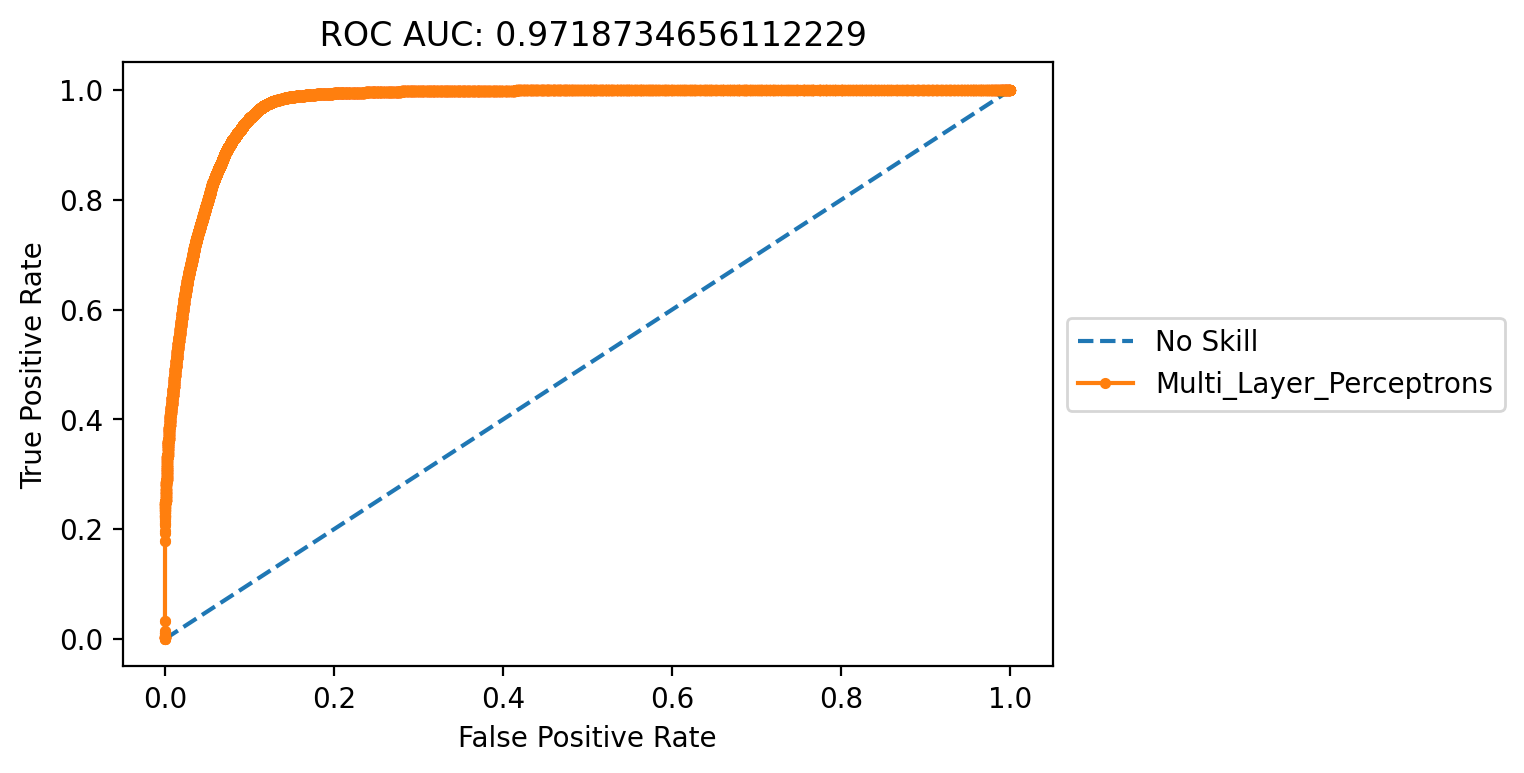 ROC AUC: 0.9718734656112229
1.0
0.8
0.6
0.4
0.2
0.0
True Positive Rate
0.0 0.2 0.4 0.6 0.8 1.0
False Positive Rate
No Skill
Multi_Layer_Perceptrons